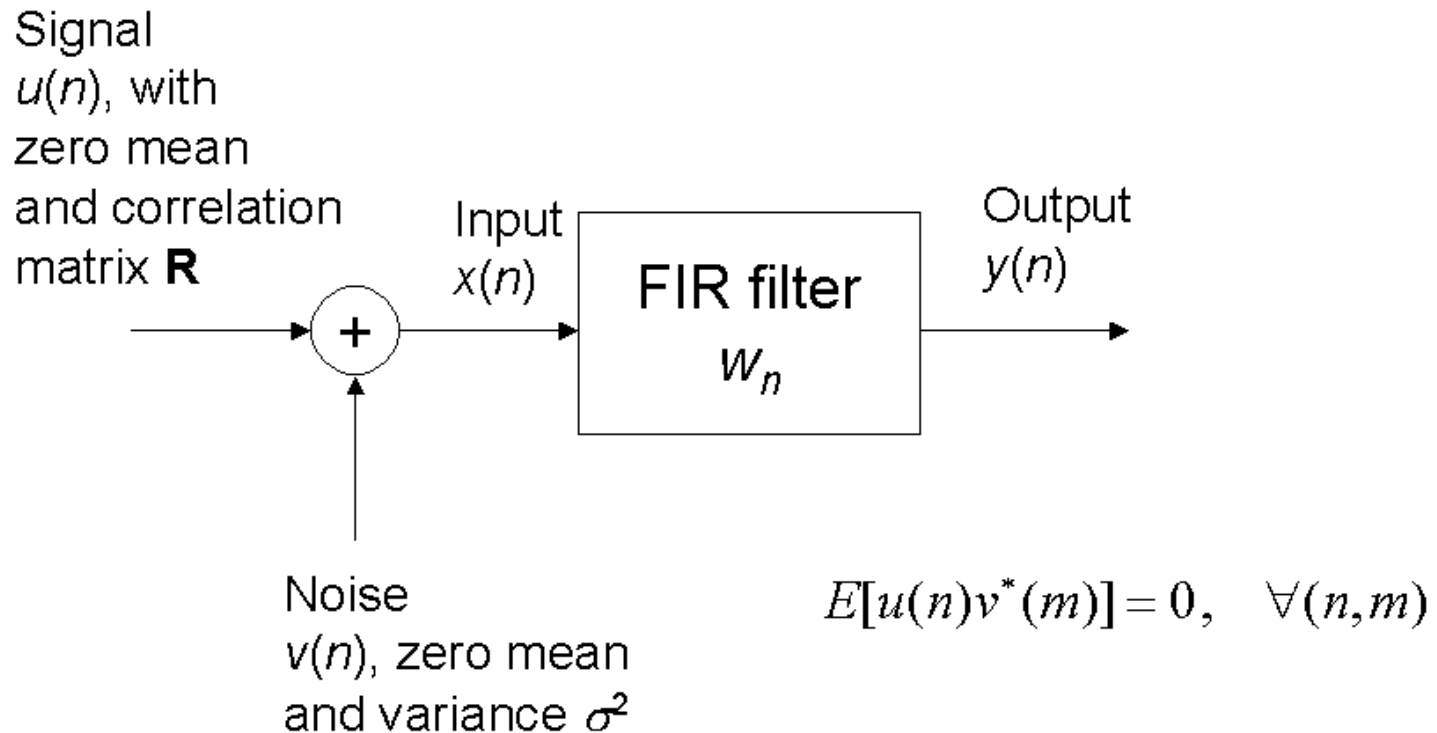 Signal
u(n), with
zero mean
and correlation
matrix R
Input
x(n)
FIR filter
wₙ
Output
y(n)
+
Noise
v(n), zero mean
and variance σ²
E[u(n)v*(m)] = 0, ∀(n,m)